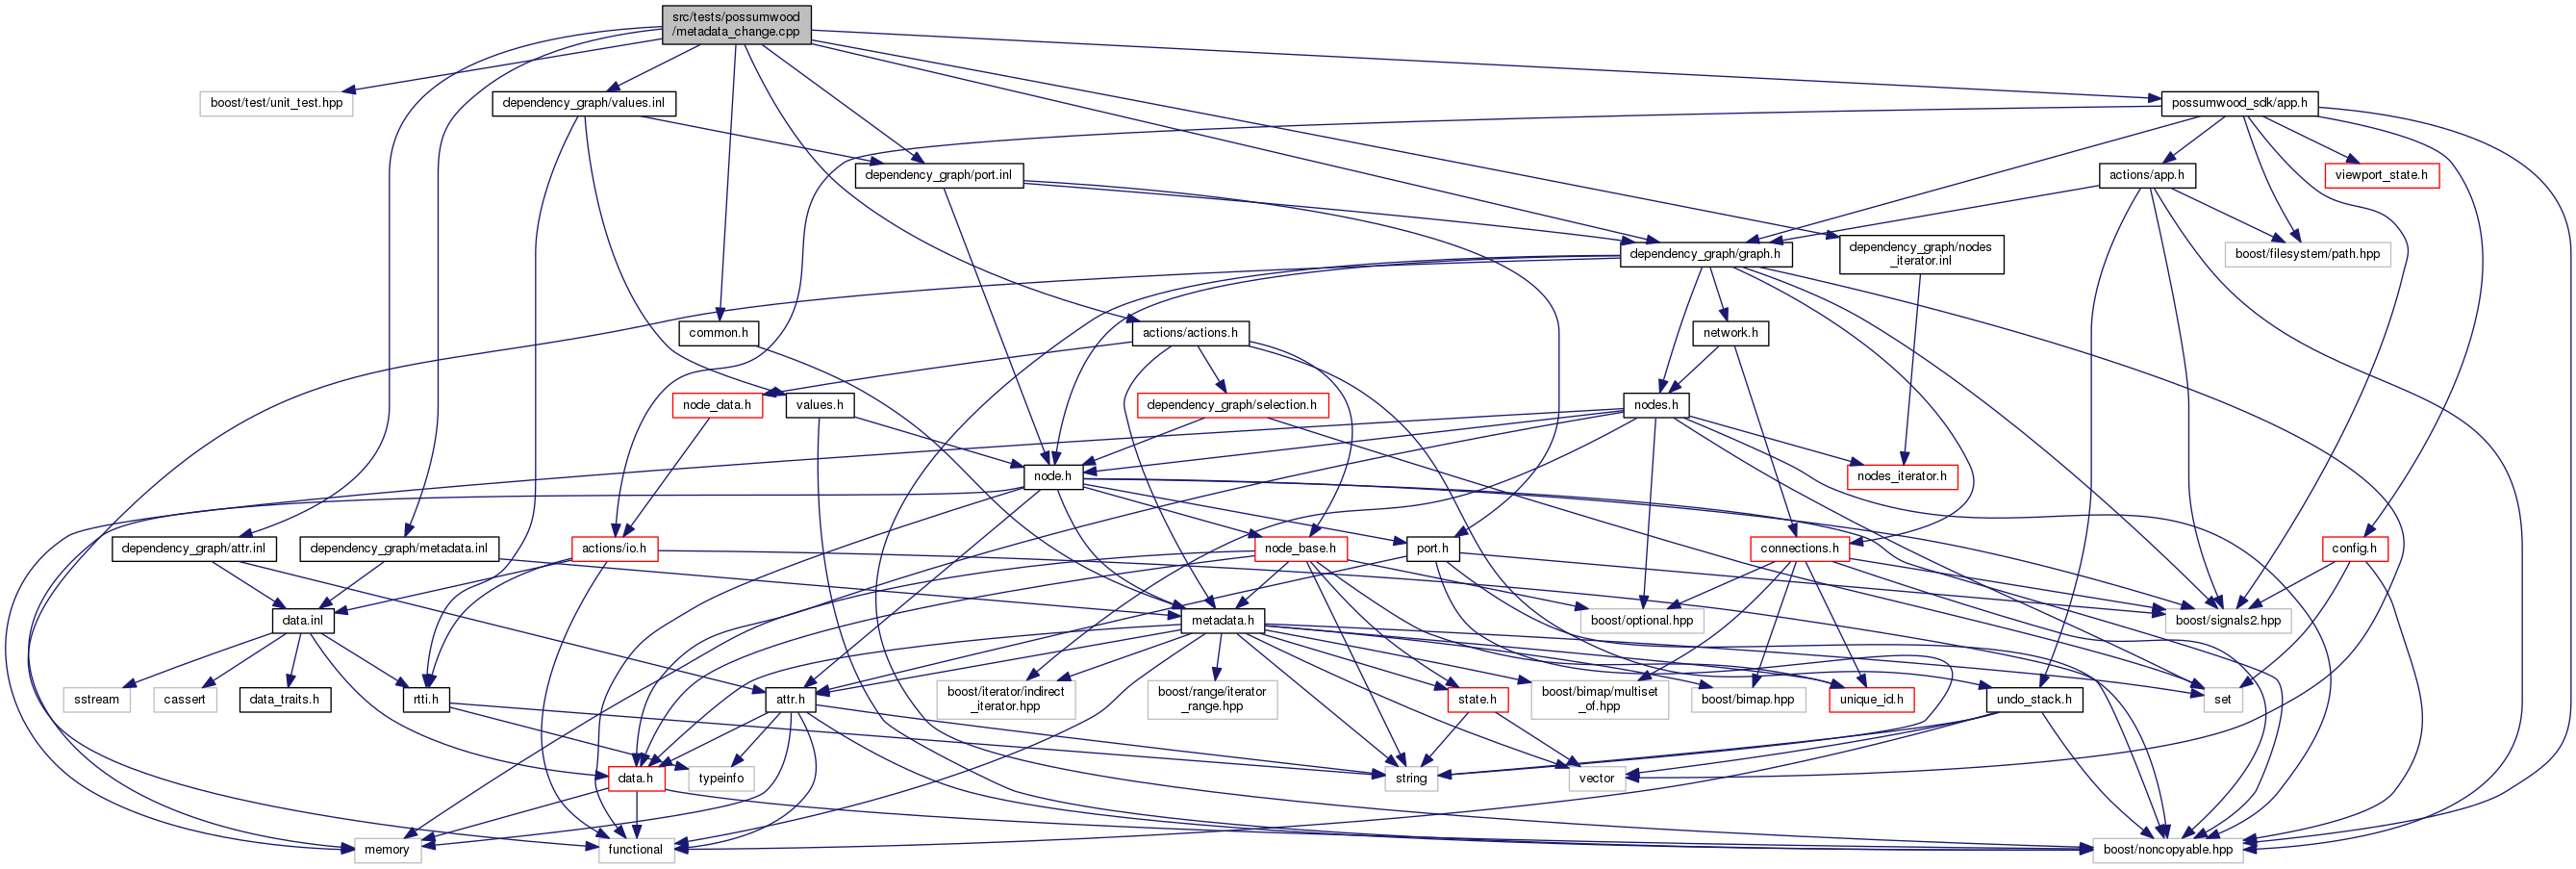 src/tests/possumwood
/metadata_change.cpp
boost/test/unit_test.hpp
dependency_graph/values.inl
possumwood_sdk/app.h
dependency_graph/port.inl
actions/app.h
viewport_state.h
dependency_graph/graph.h
dependency_graph/nodes
_iterator.inl
boost/filesystem/path.hpp
common.h
actions/actions.h
network.h
node_data.h
values.h
dependency_graph/selection.h
nodes.h
node.h
nodes_iterator.h
dependency_graph/attr.inl
dependency_graph/metadata.inl
actions/io.h
node_base.h
port.h
connections.h
config.h
data.inl
metadata.h
boost/optional.hpp
boost/signals2.hpp
sstream
cassert
data_traits.h
rtti.h
attr.h
boost/iterator/indirect
_iterator.hpp
boost/range/iterator
_range.hpp
state.h
boost/bimap/multiset
_of.hpp
boost/bimap.hpp
unique_id.h
undo_stack.h
set
data.h
typeinfo
string
vector
memory
functional
boost/noncopyable.hpp